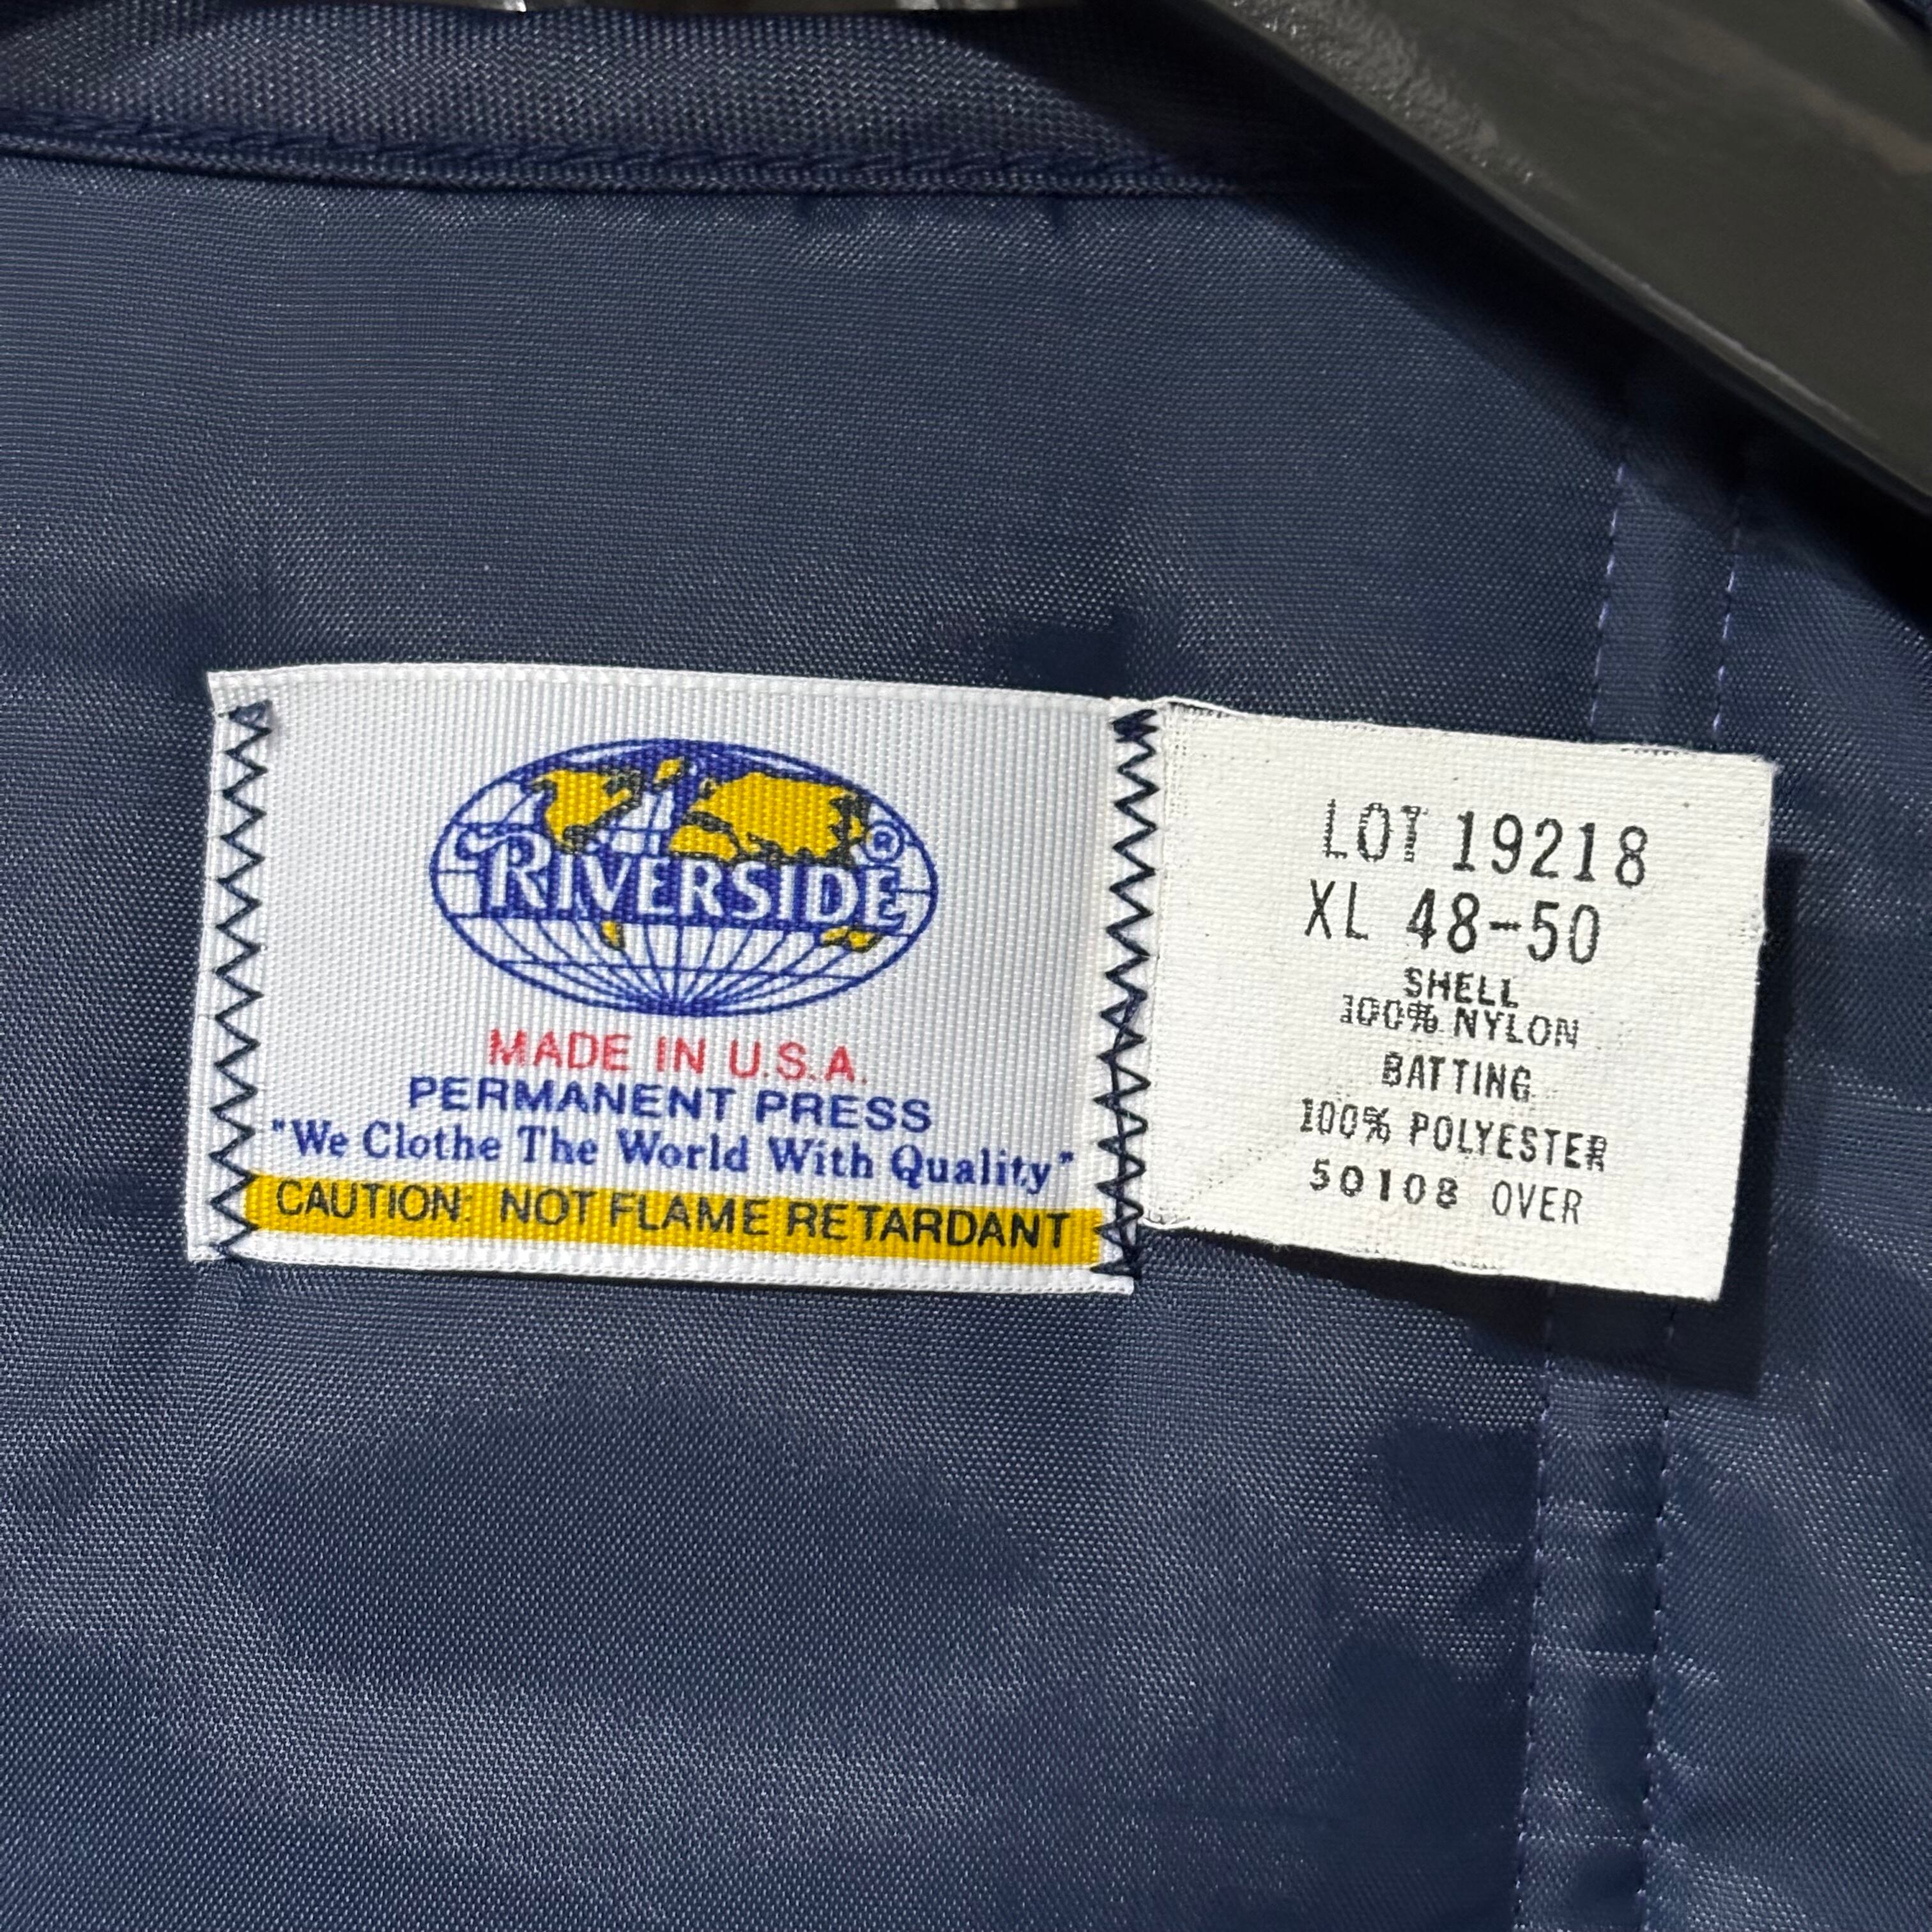 RIVERSIDE®
MADE IN U.S.A.
PERMANENT PRESS
"We Clothe The World With Quality"
CAUTION: NOT FLAME RETARDANT
LOT 19218
XL 48-50
SHELL
100% NYLON
BATTING
100% POLYESTER
50108 OVER